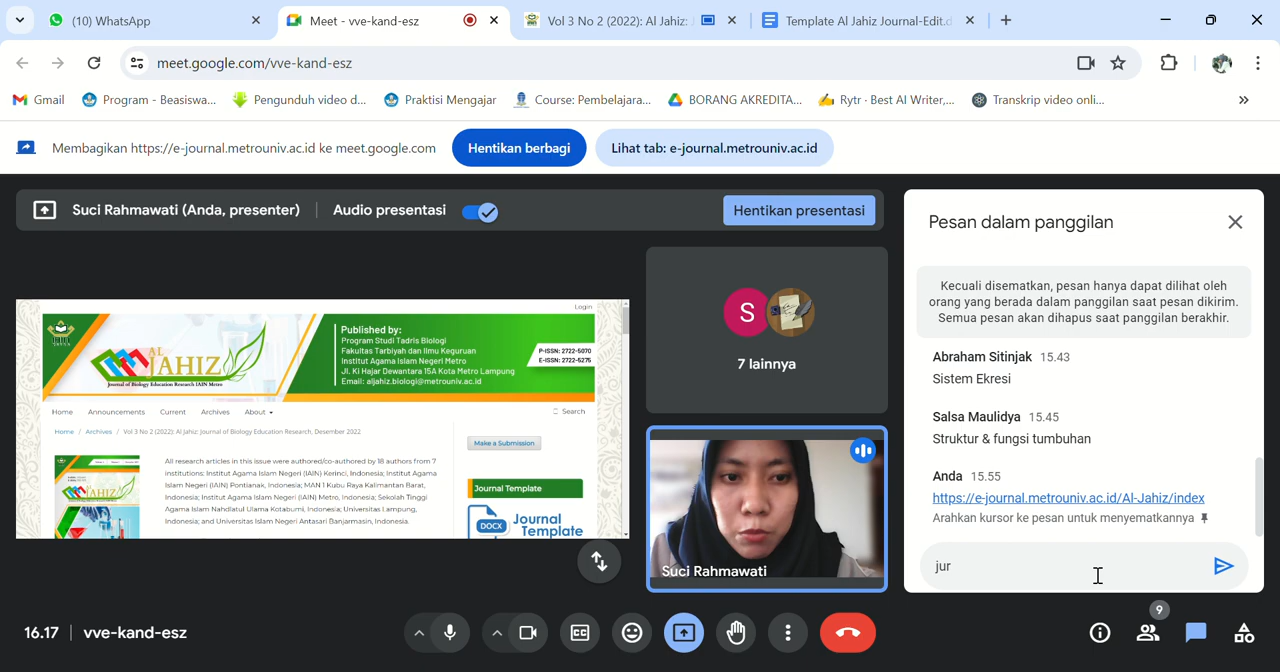 (10) WhatsApp
Meet - vve-kand-esz
Vol 3 No 2 (2022): Al Jahiz: J
Template Al Jahiz Journal-Edit.d
meet.google.com/vve-kand-esz
Gmail
Program - Beasiswa...
Pengunduh video d...
Praktisi Mengajar
Course: Pembelajara...
BORANG AKREDITA...
Rytr - Best AI Writer,...
Transkrip video onli...
Membagikan https://e-journal.metrouniv.ac.id ke meet.google.com
Hentikan berbagi
Lihat tab: e-journal.metrouniv.ac.id
Suci Rahmawati (Anda, presenter)
Audio presentasi
Hentikan presentasi
Login
AL JAHIZ
Journal of Biology Education Research IAIN Metro
Published by:
Program Studi Tadris Biologi
Fakultas Tarbiyah dan Ilmu Keguruan
Institut Agama Islam Negeri Metro
Jl. Ki Hajar Dewantara 15A Kota Metro Lampung
Email: aljahiz.biologi@metrouniv.ac.id
P-ISSN: 2722-5070
E-ISSN: 2722-5275
Home Announcements Current Archives About
Search
Home / Archives / Vol 3 No 2 (2022): Al Jahiz: Journal of Biology Education Research, Desember 2022
All research articles in this issue were authored/co-authored by 18 authors from 7
institutions: Institut Agama Islam Negeri (IAIN) Kerinci, Indonesia; Institut Agama
Islam Negeri (IAIN) Pontianak, Indonesia; MAN 1 Kubu Raya Kalimantan Barat,
Indonesia; Institut Agama Islam Negeri (IAIN) Metro, Indonesia; Sekolah Tinggi
Agama Islam Nahdlatul Ulama Kotabumi, Indonesia; Universitas Lampung,
Indonesia; and Universitas Islam Negeri Antasari Banjarmasin, Indonesia.
Make a Submission
Journal Template
DOCX
Journal
Template
S
7 lainnya
Suci Rahmawati
Pesan dalam panggilan
Kecuali disematkan, pesan hanya dapat dilihat oleh
orang yang berada dalam panggilan saat pesan dikirim.
Semua pesan akan dihapus saat panggilan berakhir.
Abraham Sitinjak 15.43
Sistem Ekresi
Salsa Maulidya 15.45
Struktur & fungsi tumbuhan
Anda 15.55
https://e-journal.metrouniv.ac.id/Al-Jahiz/index
Arahkan kursor ke pesan untuk menyematkannya
jur
16.17
vve-kand-esz
9